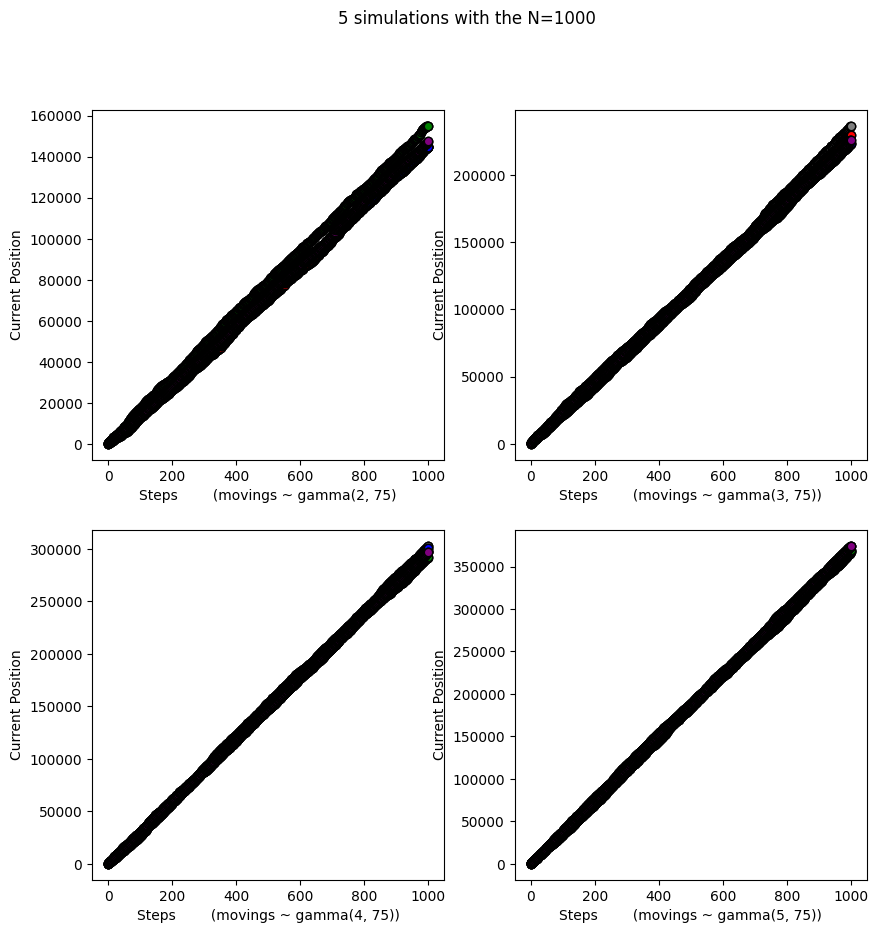 5 simulations with the N=1000
160000
140000
120000
100000
80000
60000
40000
20000
0
Current Position
0 200 400 600 800 1000
Steps (movings ~ gamma(2, 75)
200000
150000
100000
50000
0
Current Position
0 200 400 600 800 1000
Steps (movings ~ gamma(3, 75))
300000
250000
200000
150000
100000
50000
0
Current Position
0 200 400 600 800 1000
Steps (movings ~ gamma(4, 75))
350000
300000
250000
200000
150000
100000
50000
0
Current Position
0 200 400 600 800 1000
Steps (movings ~ gamma(5, 75))